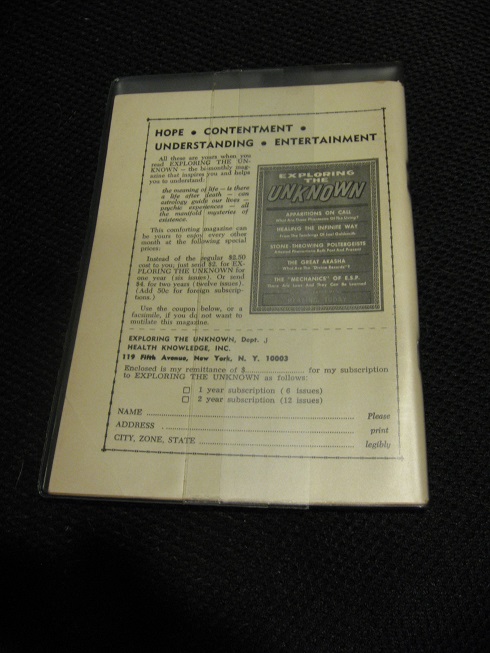 HOPE • CONTENTMENT •
UNDERSTANDING • ENTERTAINMENT
All these are yours when you
read EXPLORING THE UN-
KNOWN – the bi-monthly mag-
azine that inspires you and helps
you to understand:
the meaning of life – is there
a life after death – can
astrology guide our lives –
psychic experiences – all
the manifold mysteries of
existence.
This comforting magazine can
be yours to enjoy every other
month at the following special
prices:
Instead of the regular $2.50
cost to you, just send $2. for EX-
PLORING THE UNKNOWN for
one year (six issues). Or send
$4. for two years (twelve issues).
(Add 50c for foreign subscrip-
tions.)
Use the coupon below, or a
facsimile, if you do not want to
mutilate this magazine.
EXPLORING
THE
UNKNOWN
APPARITIONS ON CALL
HEALING THE INFINITE WAY
From The Teachings Of Joel Goldsmith
STONE-THROWING POLTERGEISTS
THE GREAT AKASHA
THE "MECHANICS" OF E.S.P.
EXPLORING THE UNKNOWN, Dept. J
HEALTH KNOWLEDGE, INC.
119 Fifth Avenue, New York, N. Y. 10003
Enclosed is my remittance of $ for my subscription
to EXPLORING THE UNKNOWN as follows:
1 year subscription (6 issues)
2 year subscription (12 issues)
NAME Please
ADDRESS print
CITY, ZONE, STATE legibly